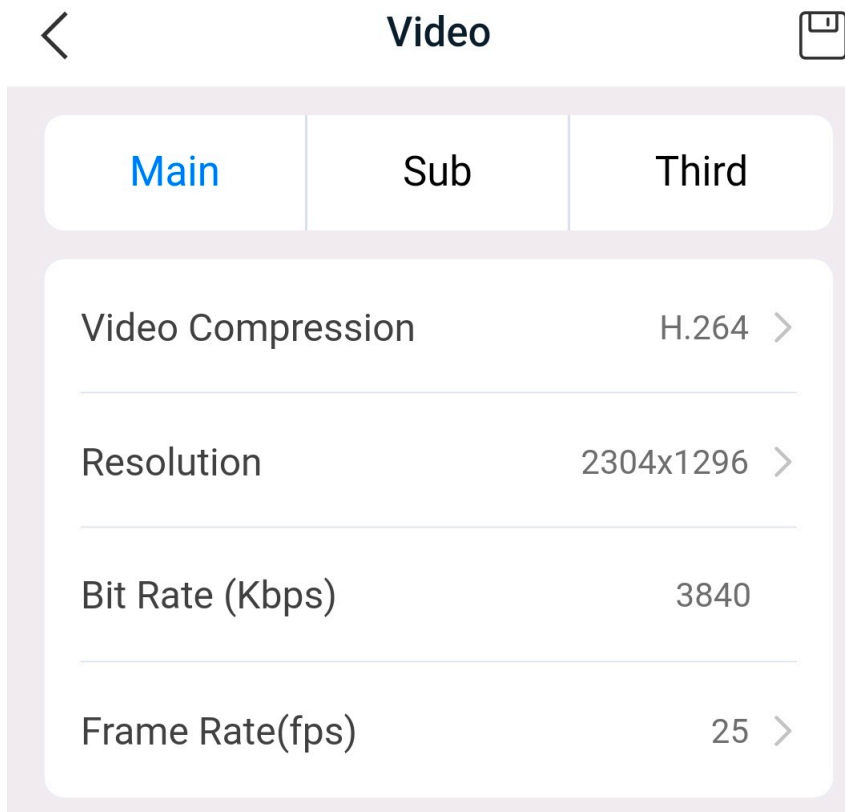 Video
Main Sub Third
Video Compression H.264
Resolution 2304x1296
Bit Rate (Kbps) 3840
Frame Rate(fps) 25